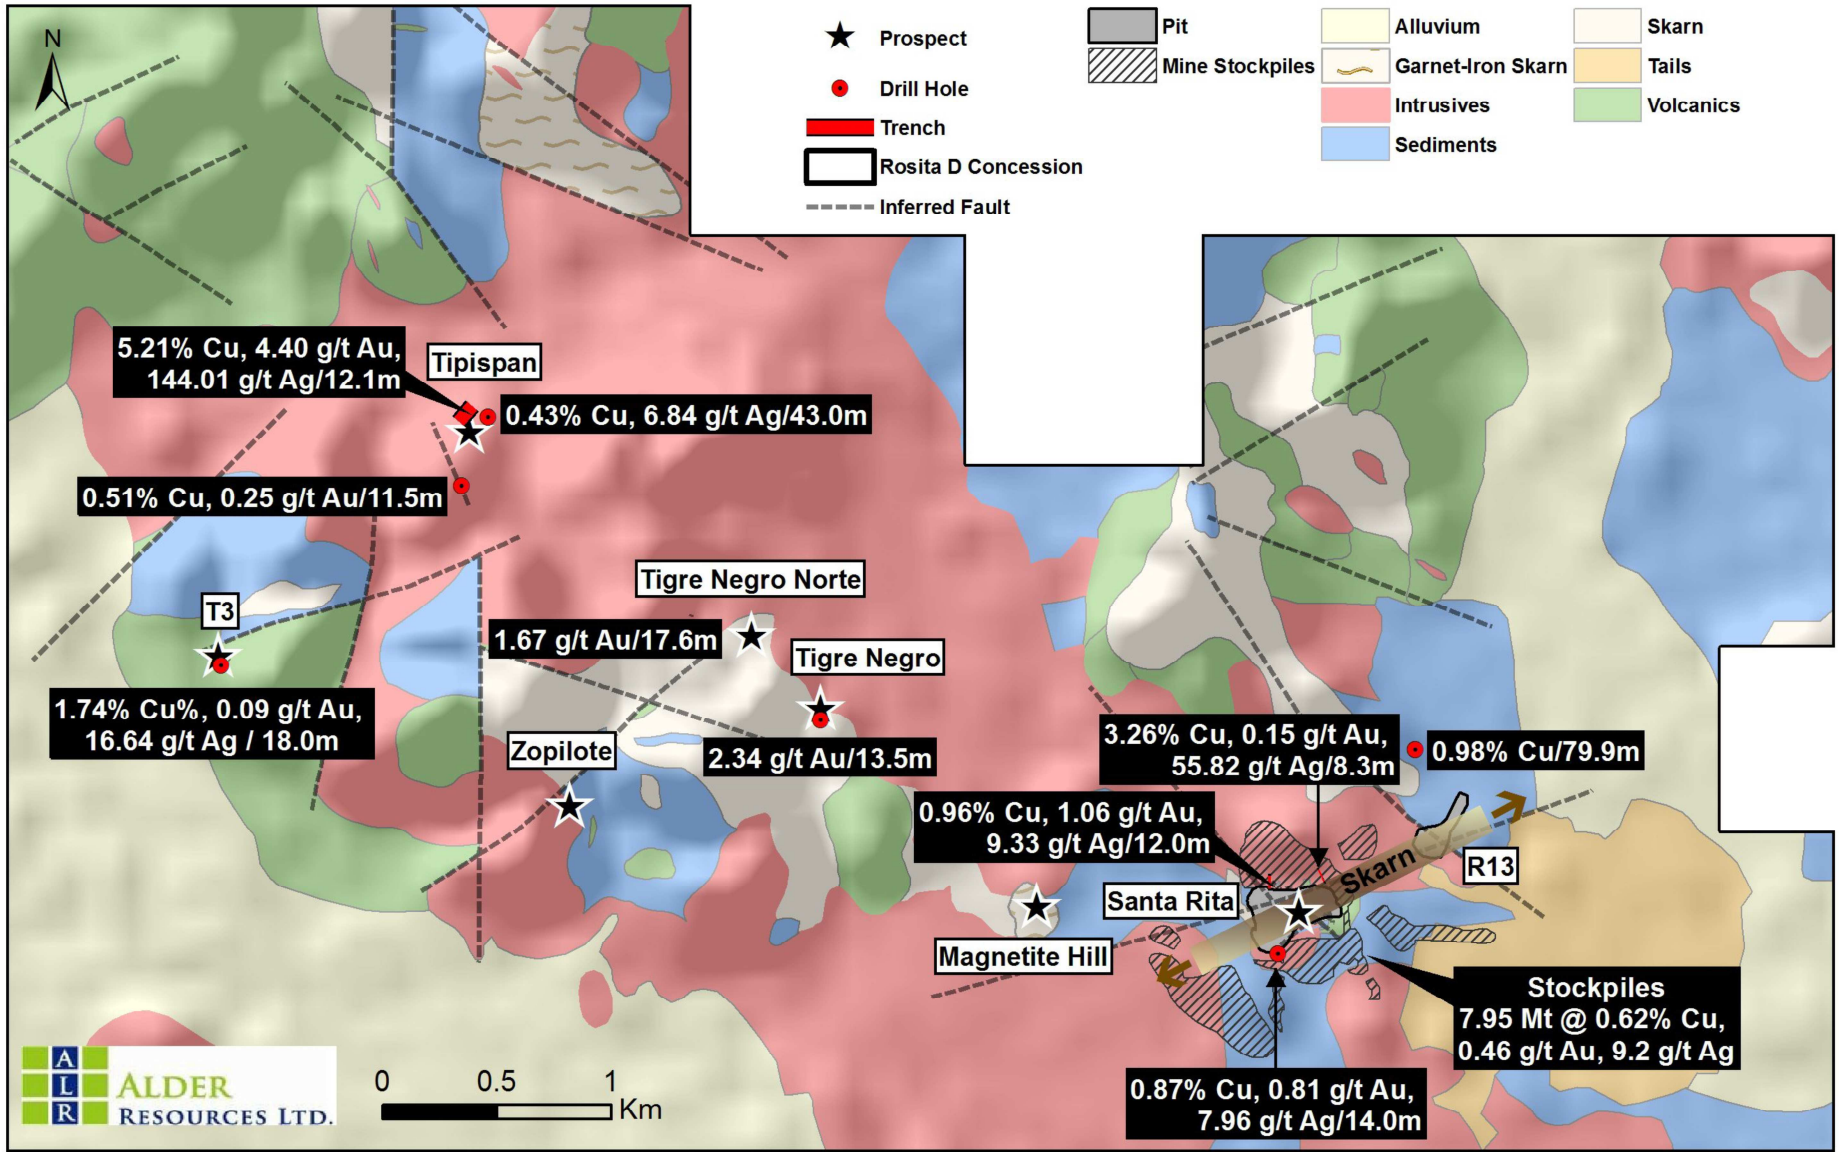 N
Prospect
Drill Hole
Trench
Rosita D Concession
Inferred Fault
Pit
Mine Stockpiles
Alluvium
Garnet-Iron Skarn
Intrusives
Sediments
Skarn
Tails
Volcanics
5.21% Cu, 4.40 g/t Au,
144.01 g/t Ag/12.1m
Tipispan
0.43% Cu, 6.84 g/t Ag/43.0m
0.51% Cu, 0.25 g/t Au/11.5m
T3
1.74% Cu%, 0.09 g/t Au,
16.64 g/t Ag / 18.0m
Tigre Negro Norte
1.67 g/t Au/17.6m
Tigre Negro
2.34 g/t Au/13.5m
Zopilote
3.26% Cu, 0.15 g/t Au,
55.82 g/t Ag/8.3m
0.98% Cu/79.9m
0.96% Cu, 1.06 g/t Au,
9.33 g/t Ag/12.0m
Skarn
R13
Santa Rita
Magnetite Hill
Stockpiles
7.95 Mt @ 0.62% Cu,
0.46 g/t Au, 9.2 g/t Ag
0.87% Cu, 0.81 g/t Au,
7.96 g/t Ag/14.0m
A
L
R
ALDER
RESOURCES LTD.
0 0.5 1
Km